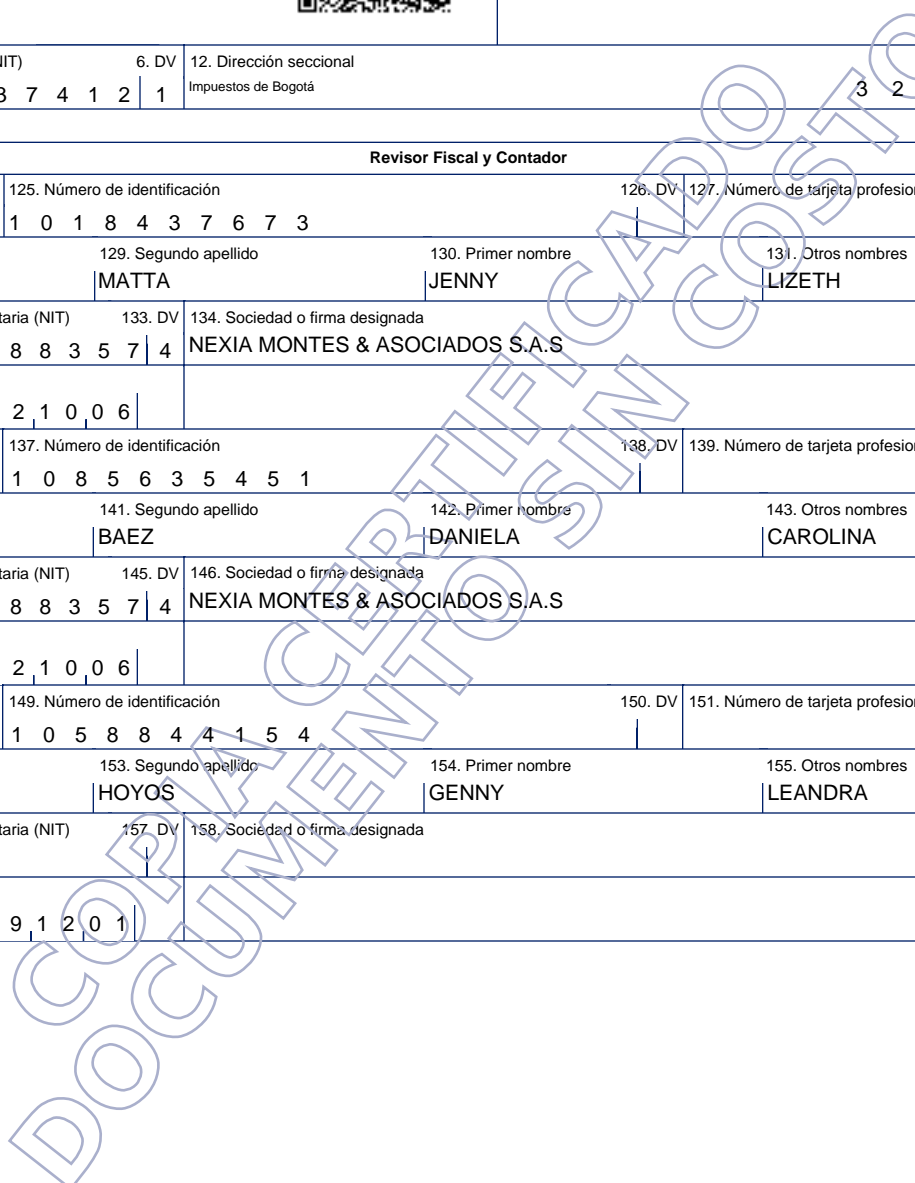 NIT) 6. DV 12. Dirección seccional
8 7 4 1 2 1 Impuestos de Bogotá 3 2
Revisor Fiscal y Contador
125. Número de identificación 126. DV 127. Número de tarjeta profesion
1 0 1 8 4 3 7 6 7 3
129. Segundo apellido 130. Primer nombre 131. Otros nombres
MATTA JENNY LIZETH
taria (NIT) 133. DV 134. Sociedad o firma designada
8 8 3 5 7 4 NEXIA MONTES & ASOCIADOS S.A.S
2 1 0 0 6
137. Número de identificación 138. DV 139. Número de tarjeta profesion
1 0 8 5 6 3 5 4 5 1
141. Segundo apellido 142. Primer nombre 143. Otros nombres
BAEZ DANIELA CAROLINA
taria (NIT) 145. DV 146. Sociedad o firma designada
8 8 3 5 7 4 NEXIA MONTES & ASOCIADOS S.A.S
2 1 0 0 6
149. Número de identificación 150. DV 151. Número de tarjeta profesion
1 0 5 8 8 4 4 1 5 4
153. Segundo apellido 154. Primer nombre 155. Otros nombres
HOYOS GENNY LEANDRA
taria (NIT) 157. DV 158. Sociedad o firma designada
9 1 2 0 1
COPIA CERTIFICADO
DOCUMENTO SIN COSTO